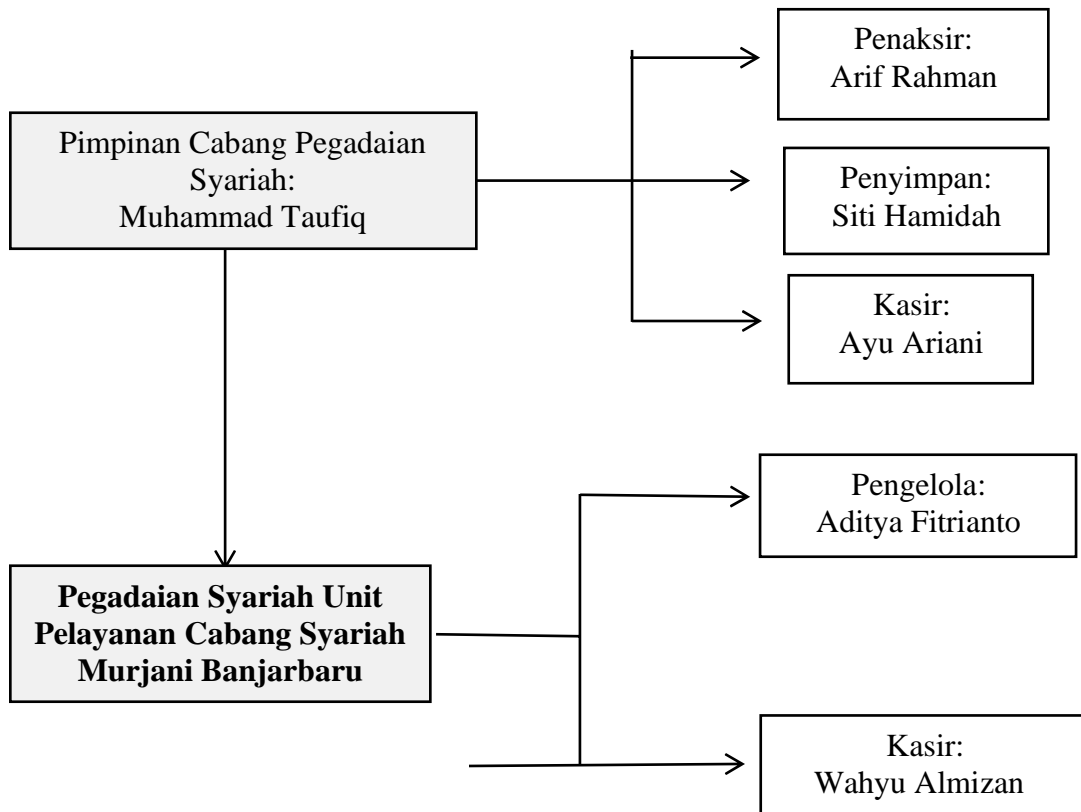 Penaksir:
Arif Rahman
Pimpinan Cabang Pegadaian
Syariah:
Muhammad Taufiq
Penyimpan:
Siti Hamidah
Kasir:
Ayu Ariani
Pengelola:
Aditya Fitrianto
Pegadaian Syariah Unit
Pelayanan Cabang Syariah
Murjani Banjarbaru
Kasir:
Wahyu Almizan